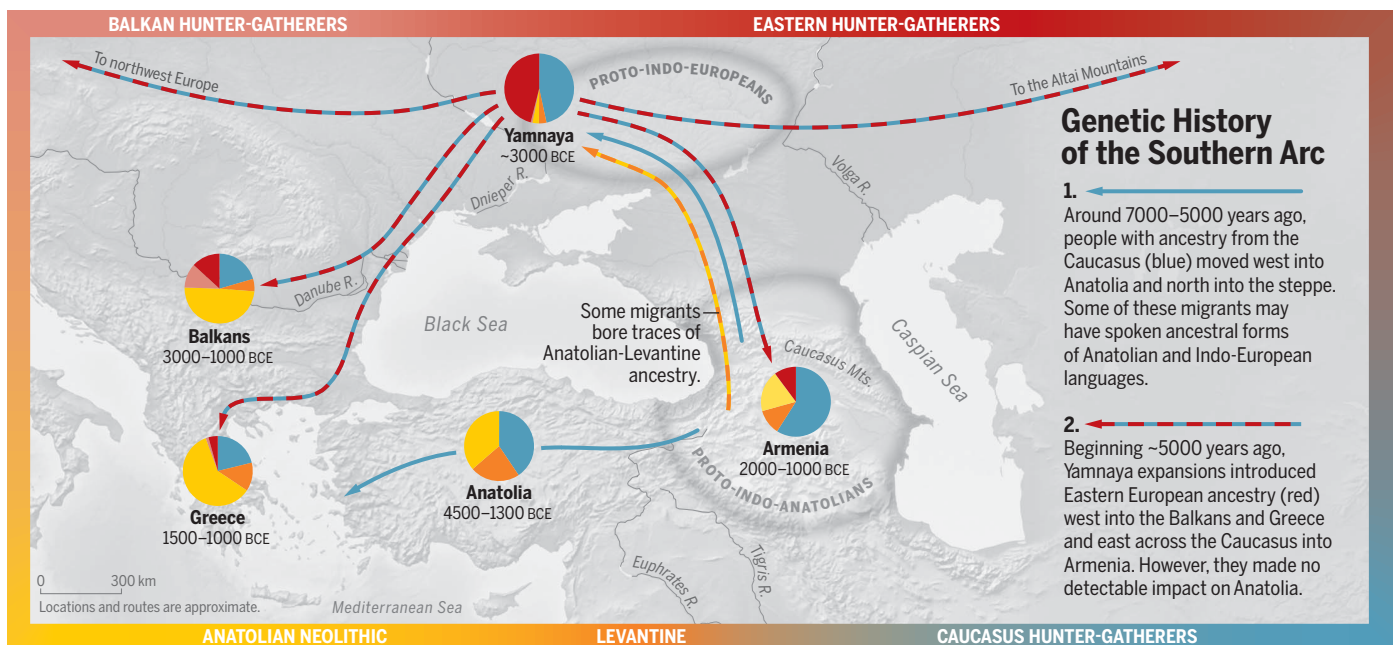 BALKAN HUNTER-GATHERERS
EASTERN HUNTER-GATHERERS
To northwest Europe
PROTO-INDO-EUROPEANS
To the Altai Mountains
Yamnaya
~3000 BCE
Dnieper R.
Volga R.
Genetic History
of the Southern Arc
1.
Around 7000–5000 years ago,
people with ancestry from the
Caucasus (blue) moved west into
Anatolia and north into the steppe.
Some of these migrants may
have spoken ancestral forms
of Anatolian and Indo-European
languages.
2.
Beginning ~5000 years ago,
Yamnaya expansions introduced
Eastern European ancestry (red)
west into the Balkans and Greece
and east across the Caucasus into
Armenia. However, they made no
detectable impact on Anatolia.
Danube R.
Balkans
3000–1000 BCE
Black Sea
Some migrants
bore traces of
Anatolian-Levantine
ancestry.
Caucasus Mts.
Caspian Sea
Armenia
2000–1000 BCE
PROTO-INDO-ANATOLIANS
Anatolia
4500–1300 BCE
Greece
1500–1000 BCE
Euphrates R.
Tigris R.
0 300 km
Locations and routes are approximate.
Mediterranean Sea
ANATOLIAN NEOLITHIC
LEVANTINE
CAUCASUS HUNTER-GATHERERS